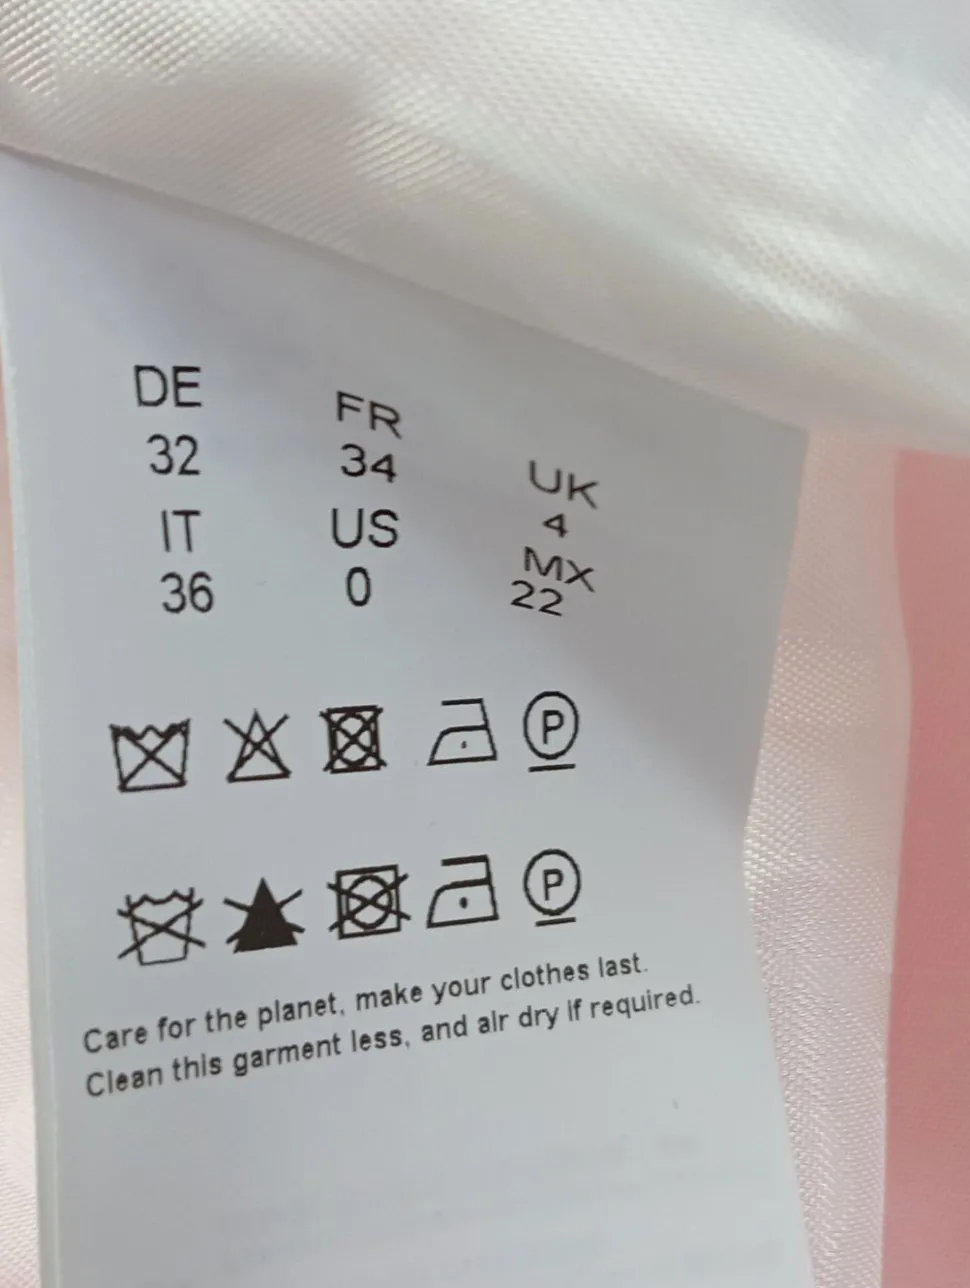 DE FR UK
32 34 4
IT US MX
36 0 22
P
P
Care for the planet, make your clothes last.
Clean this garment less, and air dry if required.